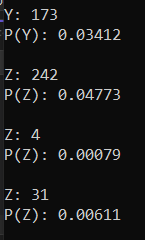 Y: 173
P(Y): 0.03412
Z: 242
P(Z): 0.04773
Z: 4
P(Z): 0.00079
Z: 31
P(Z): 0.00611